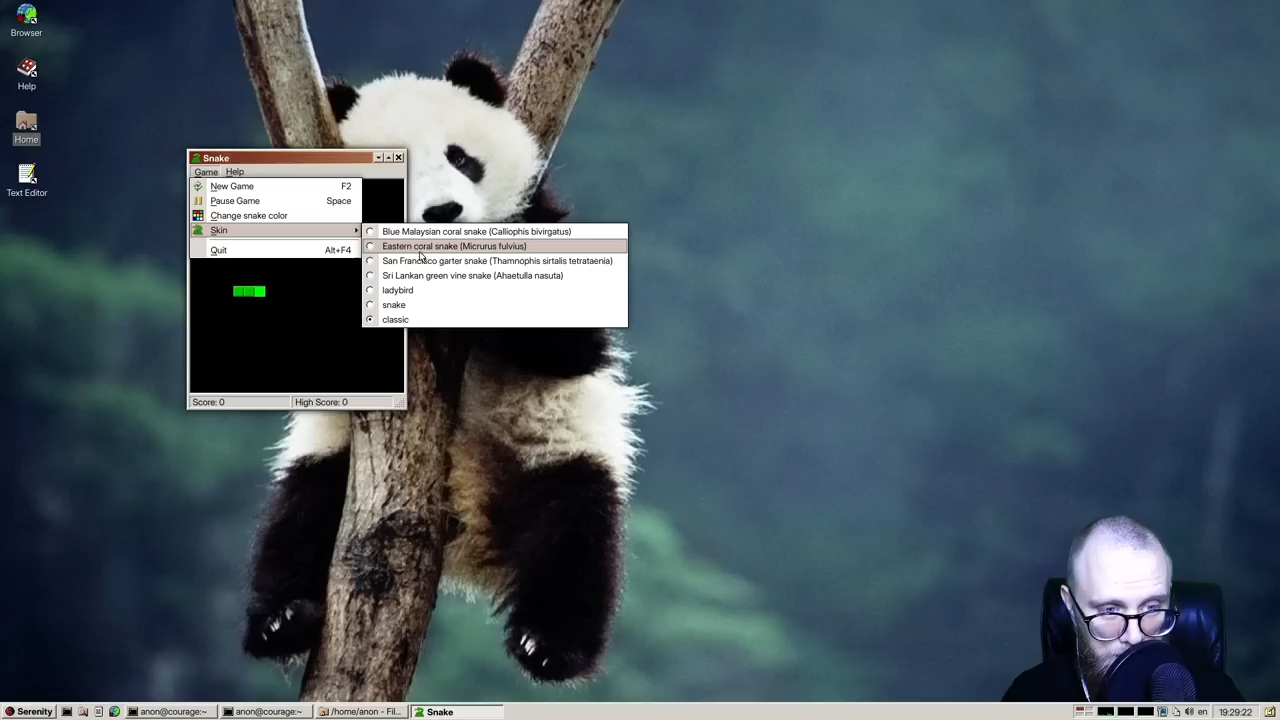 Browser
Help
Home
Text Editor
Snake
Game Help
New Game F2
Pause Game Space
Change snake color
Skin
Quit Alt+F4
Blue Malaysian coral snake (Calliophis bivirgatus)
Eastern coral snake (Micrurus fulvius)
San Francisco garter snake (Thamnophis sirtalis tetrataenia)
Sri Lankan green vine snake (Ahaetulla nasuta)
ladybird
snake
classic
Score: 0 High Score: 0
Serenity anon@courage:~ anon@courage:~ /home/anon - Fil... Snake en 19:29:22